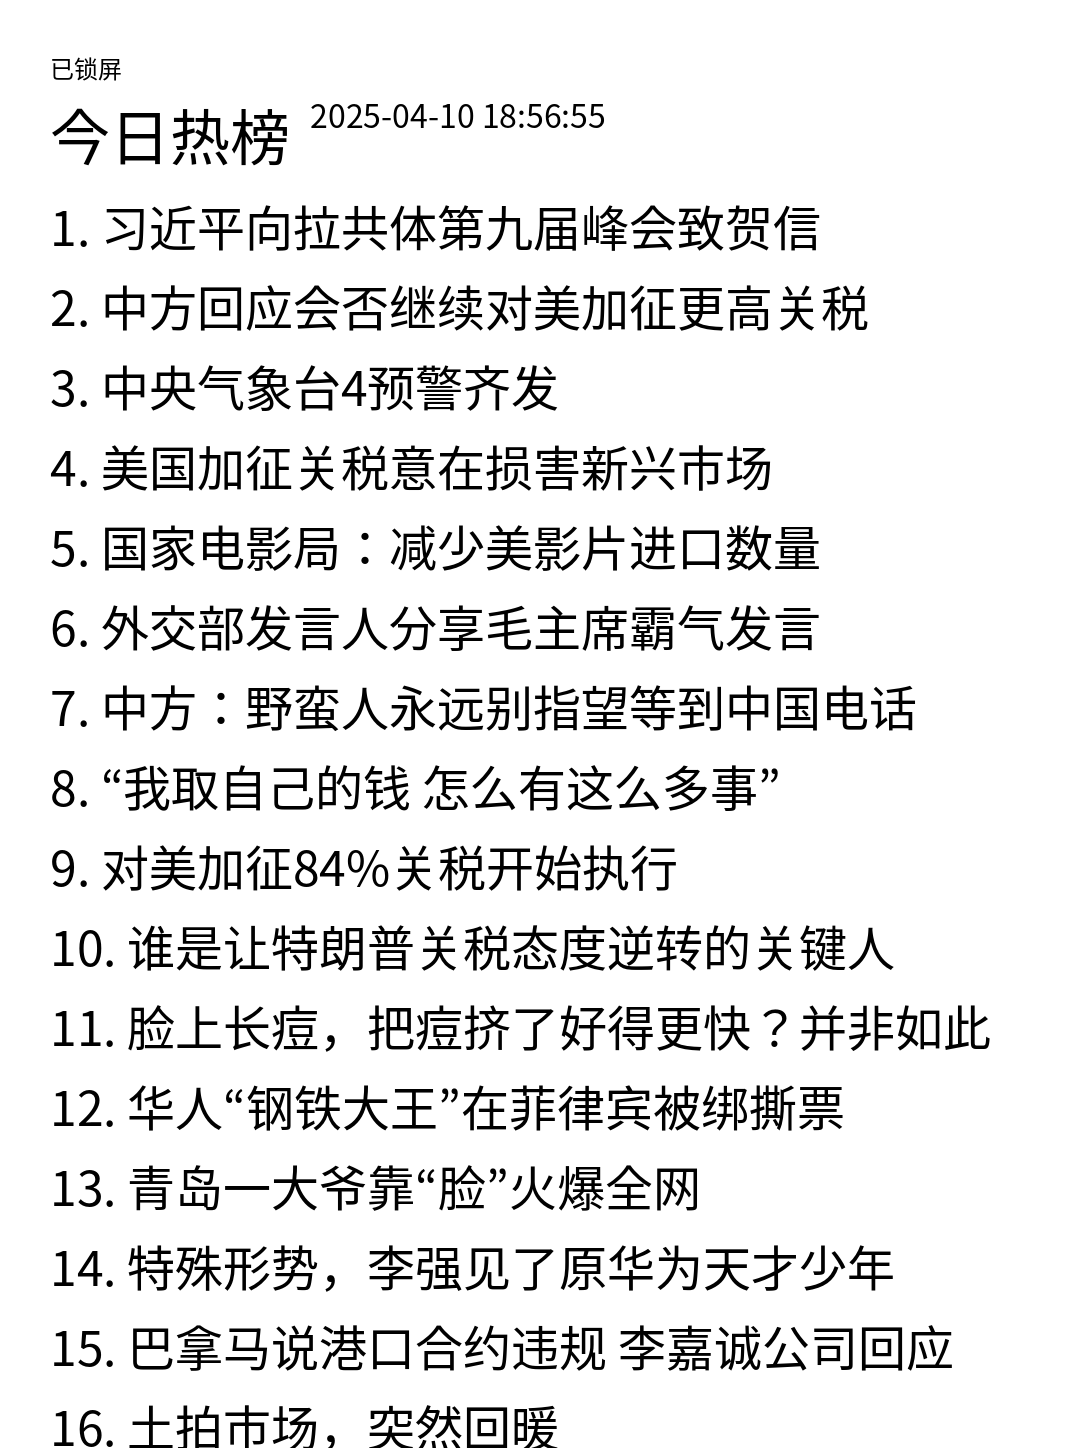 已锁屏
今日热榜 2025-04-10 18:56:55
1. 习近平向拉共体第九届峰会致贺信
2. 中方回应会否继续对美加征更高关税
3. 中央气象台4预警齐发
4. 美国加征关税意在损害新兴市场
5. 国家电影局：减少美影片进口数量
6. 外交部发言人分享毛主席霸气发言
7. 中方：野蛮人永远别指望等到中国电话
8. “我取自己的钱 怎么有这么多事”
9. 对美加征84%关税开始执行
10. 谁是让特朗普关税态度逆转的关键人
11. 脸上长痘，把痘挤了好得更快？并非如此
12. 华人“钢铁大王”在菲律宾被绑撕票
13. 青岛一大爷靠“脸”火爆全网
14. 特殊形势，李强见了原华为天才少年
15. 巴拿马说港口合约违规 李嘉诚公司回应
16. 土拍市场，突然回暖